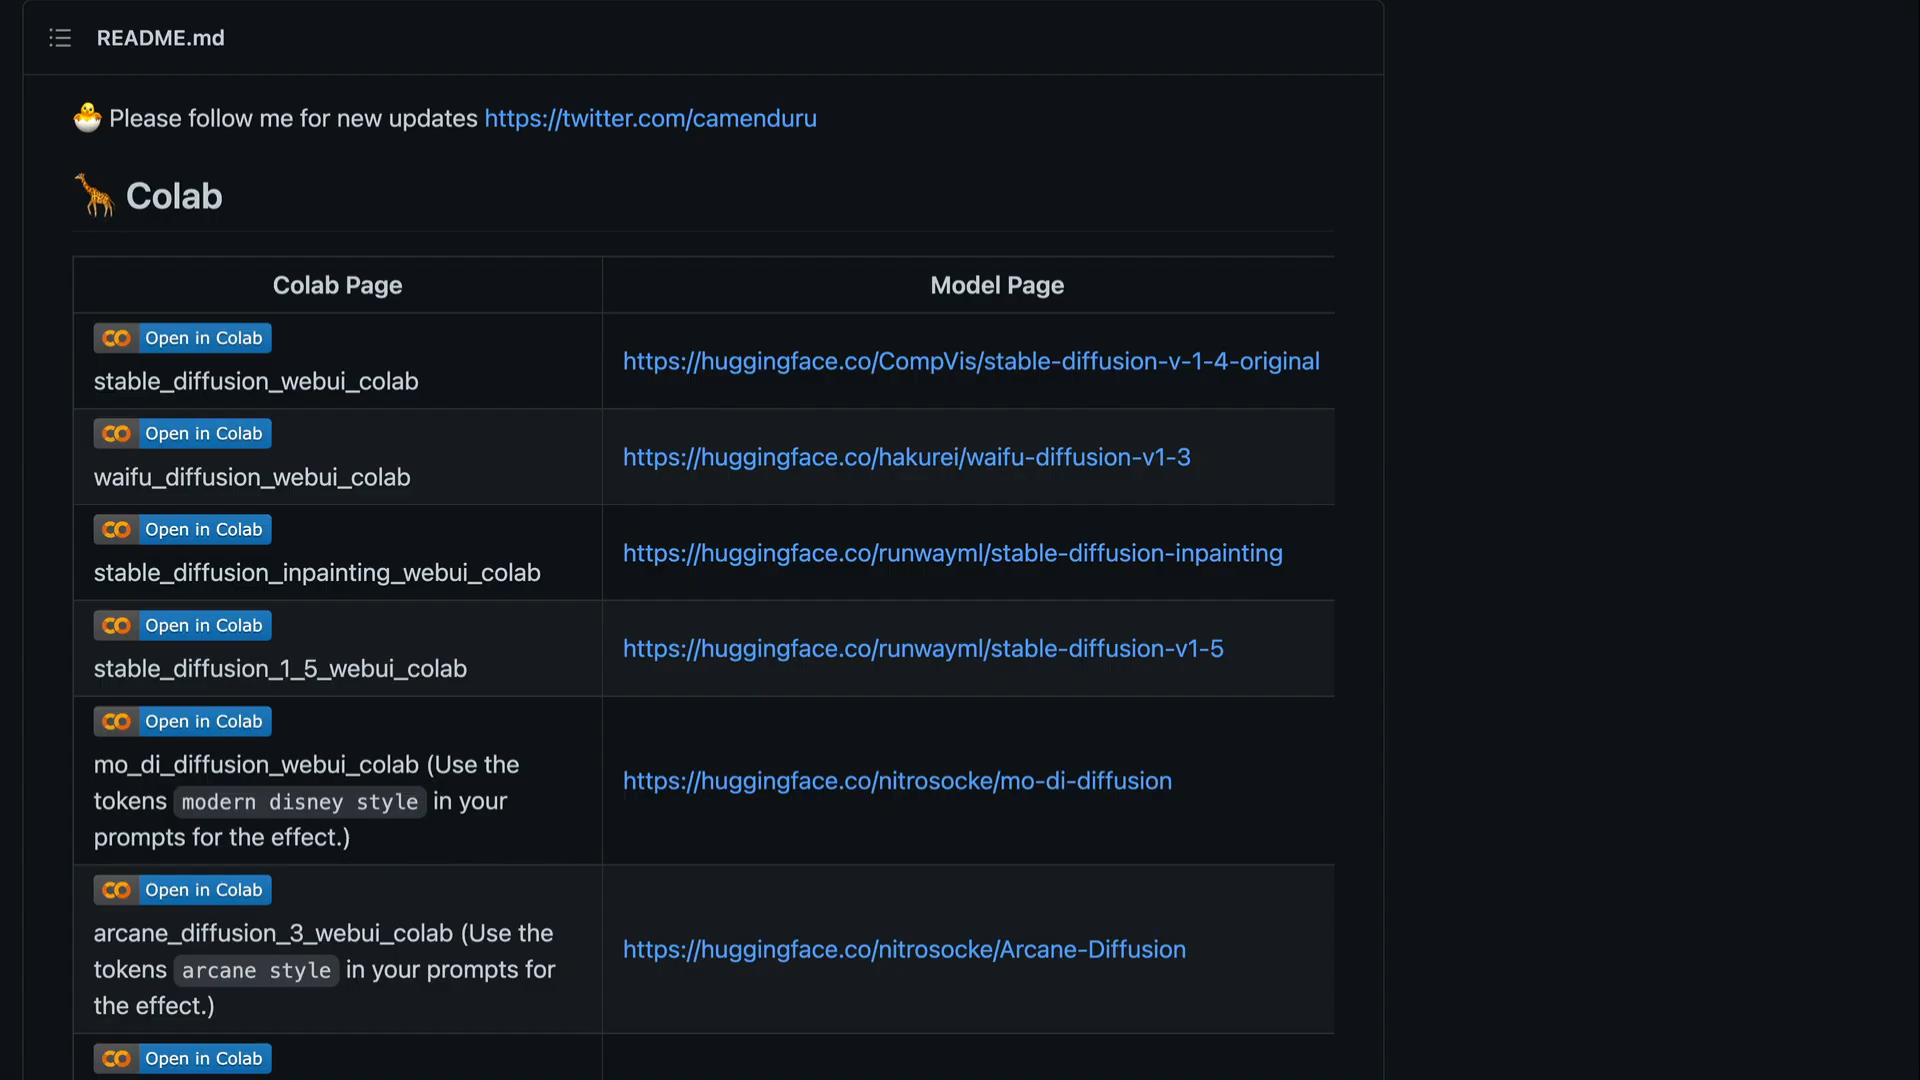 README.md
🐣 Please follow me for new updates https://twitter.com/camenduru
🦒 Colab
Colab Page
Model Page
Open in Colab
stable_diffusion_webui_colab
https://huggingface.co/CompVis/stable-diffusion-v-1-4-original
Open in Colab
waifu_diffusion_webui_colab
https://huggingface.co/hakurei/waifu-diffusion-v1-3
Open in Colab
stable_diffusion_inpainting_webui_colab
https://huggingface.co/runwayml/stable-diffusion-inpainting
Open in Colab
stable_diffusion_1_5_webui_colab
https://huggingface.co/runwayml/stable-diffusion-v1-5
Open in Colab
mo_di_diffusion_webui_colab (Use the
tokens modern disney style in your
prompts for the effect.)
https://huggingface.co/nitrosocke/mo-di-diffusion
Open in Colab
arcane_diffusion_3_webui_colab (Use the
tokens arcane style in your prompts for
the effect.)
https://huggingface.co/nitrosocke/Arcane-Diffusion
Open in Colab